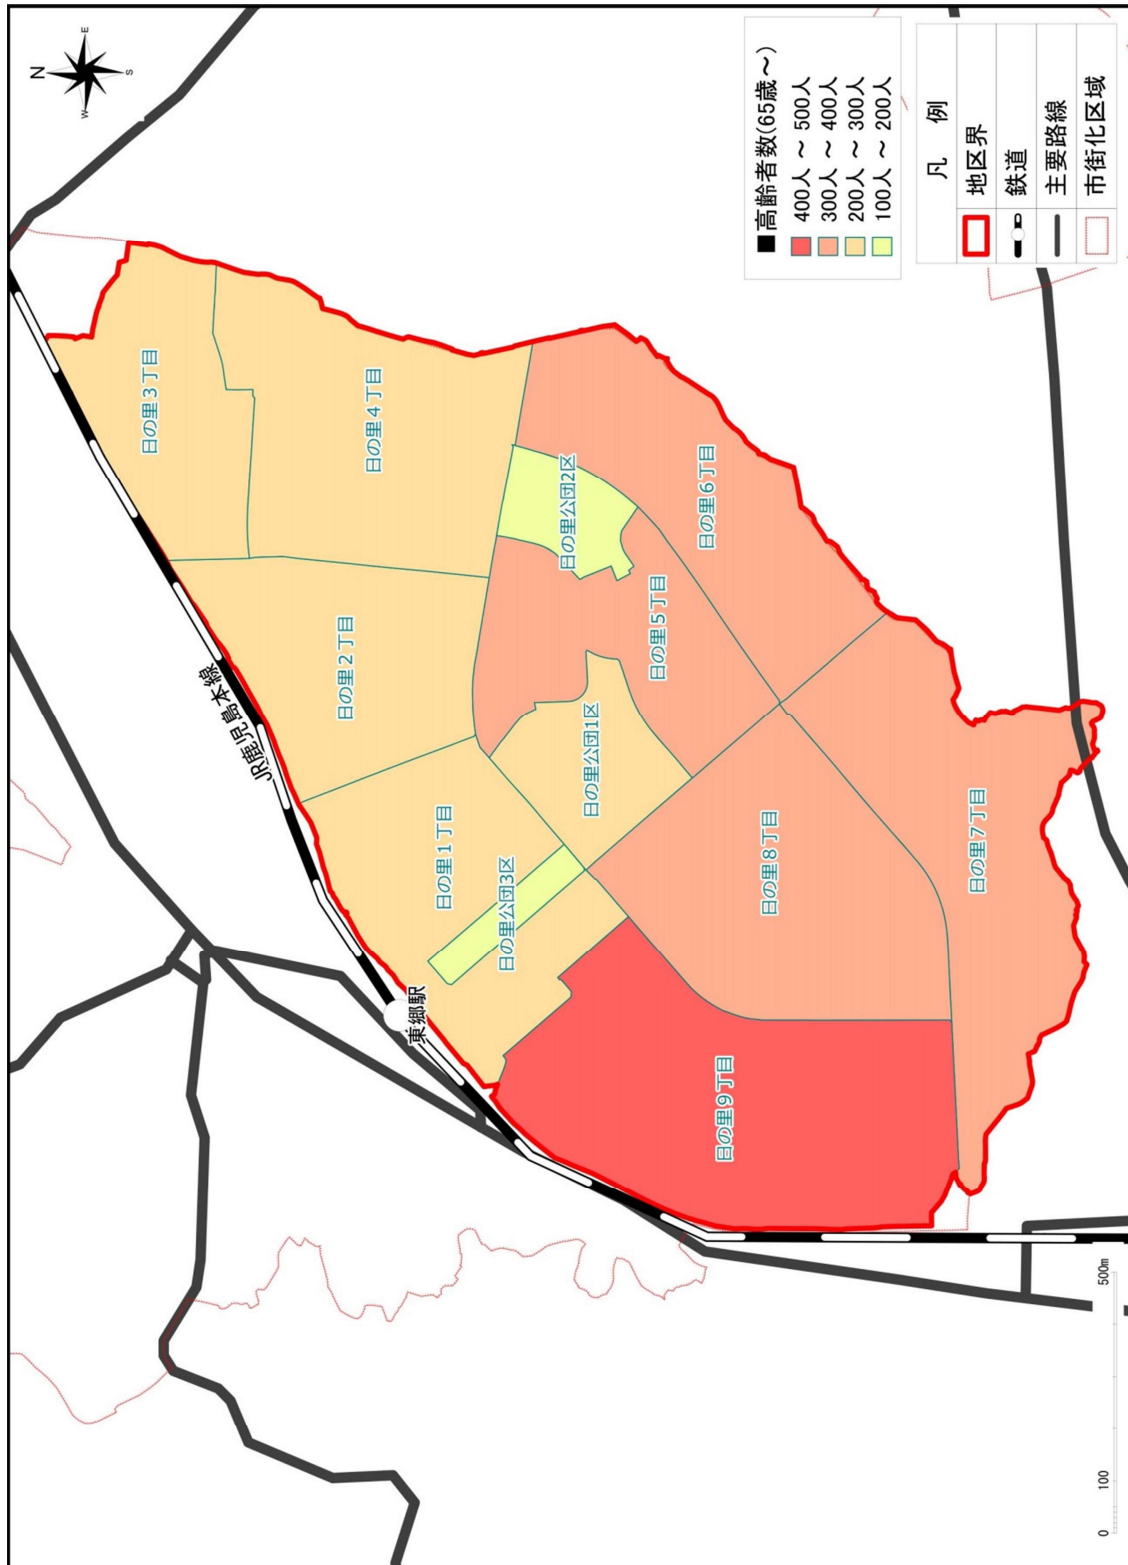 N
E
S
W
日の里3丁目
日の里4丁目
日の里2丁目
JR鹿児島本線
日の里1丁目
日の里公団3区
東郷駅
日の里公団2区
日の里6丁目
日の里5丁目
日の里公団1区
日の里8丁目
日の里7丁目
日の里9丁目
■高齢者数(65歳~)
400人 ~ 500人
300人 ~ 400人
200人 ~ 300人
100人 ~ 200人
凡 例
地区界
鉄道
主要路線
市街化区域
0 100 500m